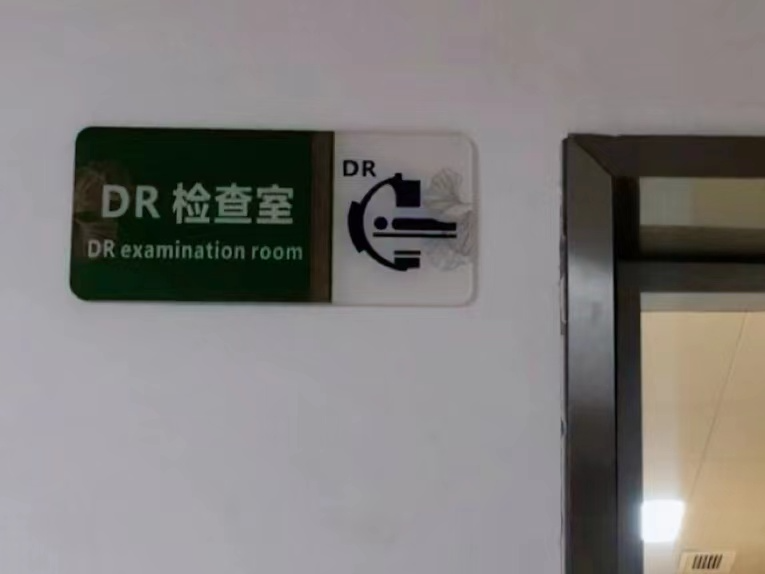 DR 检查室
DR examination room
DR